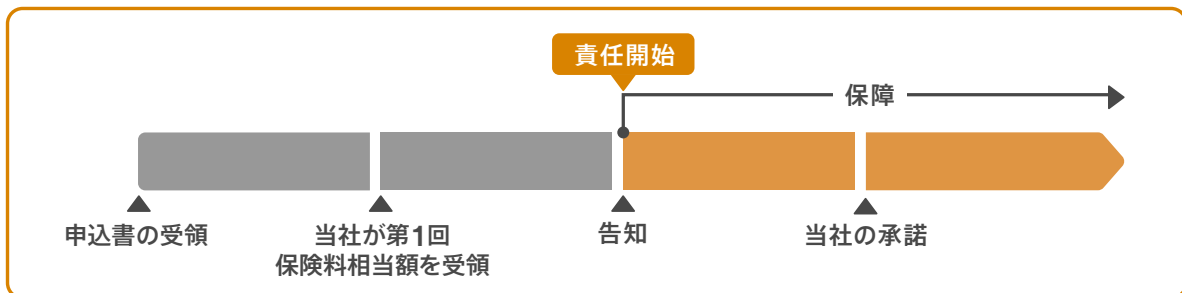 責任開始
保障
申込書の受領
当社が第1回
保険料相当額を受領
告知
当社の承諾